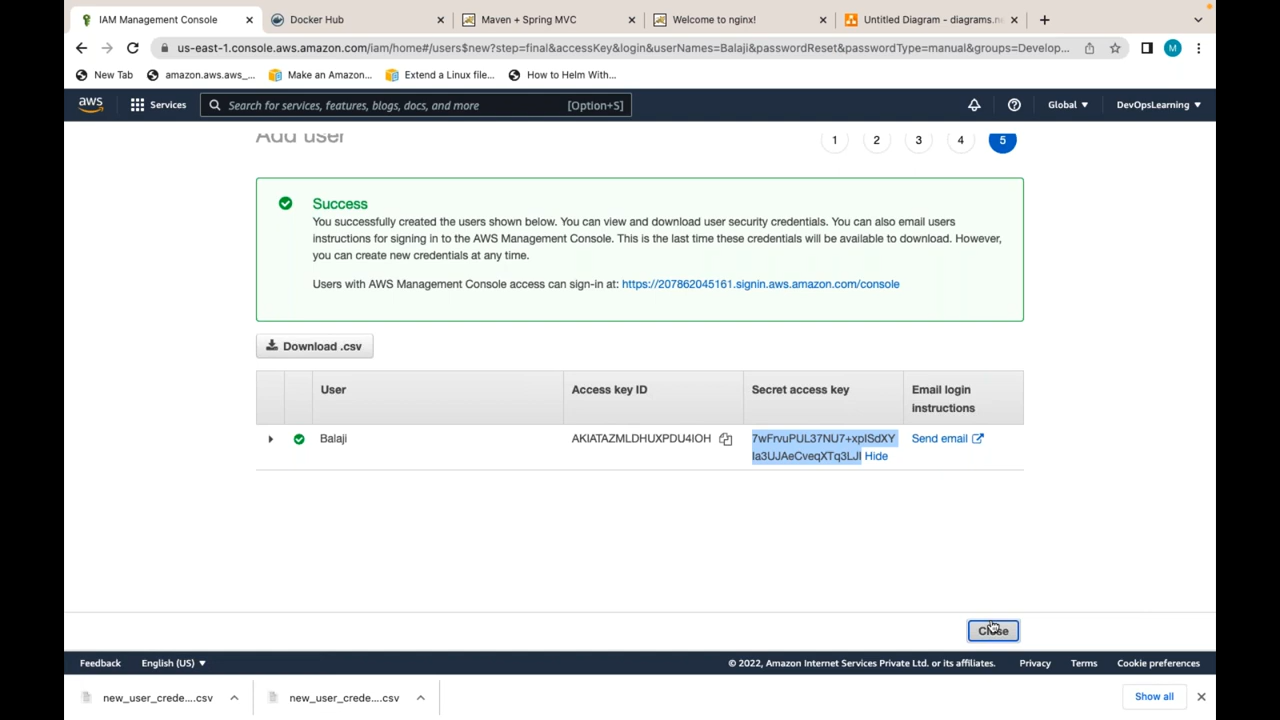 IAM Management Console
Docker Hub
Maven + Spring MVC
Welcome to nginx!
Untitled Diagram - diagrams.ne
us-east-1.console.aws.amazon.com/iam/home#/users$new?step=final&accessKey&login&userNames=Balaji&passwordReset&passwordType=manual&groups=Develop...
M
New Tab
amazon.aws.aws_...
Make an Amazon...
Extend a Linux file...
How to Helm With...
aws
Services
Search for services, features, blogs, docs, and more
[Option+S]
Global
DevOpsLearning
Add user
1
2
3
4
5
Success
You successfully created the users shown below. You can view and download user security credentials. You can also email users
instructions for signing in to the AWS Management Console. This is the last time these credentials will be available to download. However,
you can create new credentials at any time.
Users with AWS Management Console access can sign-in at: https://207862045161.signin.aws.amazon.com/console
Download .csv
User
Access key ID
Secret access key
Email login
instructions
Balaji
AKIATAZMLDHUXPDU4IOH
Hide
Send email
Close
Feedback
English (US)
© 2022, Amazon Internet Services Private Ltd. or its affiliates.
Privacy
Terms
Cookie preferences
new_user_crede....csv
new_user_crede....csv
Show all